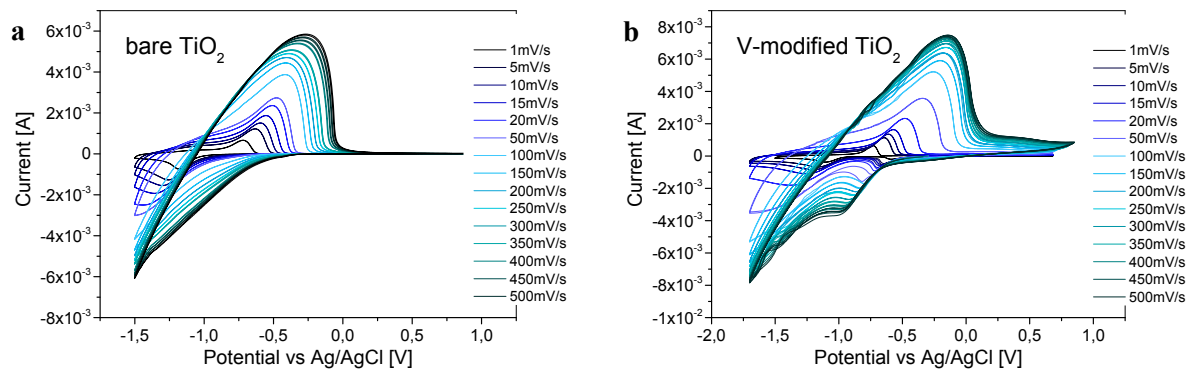 a
bare TiO2
Current [A]
6x10-3
4x10-3
2x10-3
0
-2x10-3
-4x10-3
-6x10-3
-8x10-3
-1,5
-1,0
-0,5
0,0
0,5
1,0
Potential vs Ag/AgCl [V]
1mV/s
5mV/s
10mV/s
15mV/s
20mV/s
50mV/s
100mV/s
150mV/s
200mV/s
250mV/s
300mV/s
350mV/s
400mV/s
450mV/s
500mV/s
b
V-modified TiO2
Current [A]
8x10-3
6x10-3
4x10-3
2x10-3
0
-2x10-3
-4x10-3
-6x10-3
-8x10-3
-1x10-2
-2,0
-1,5
-1,0
-0,5
0,0
0,5
1,0
Potential vs Ag/AgCl [V]
1mV/s
5mV/s
10mV/s
15mV/s
20mV/s
50mV/s
100mV/s
150mV/s
200mV/s
250mV/s
300mV/s
350mV/s
400mV/s
450mV/s
500mV/s